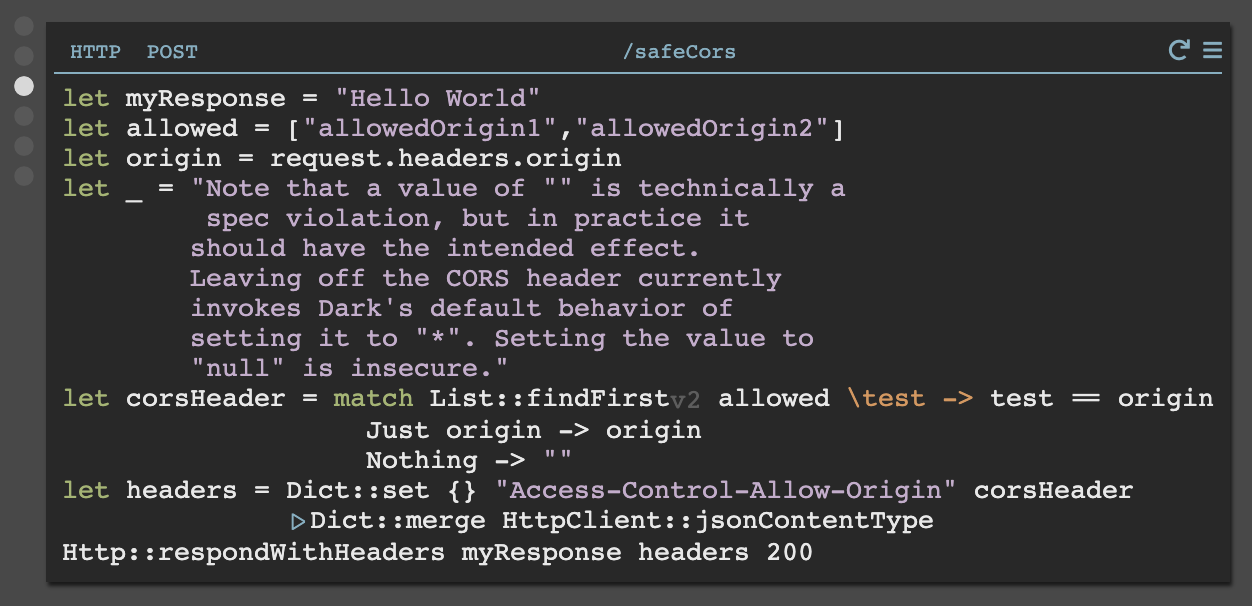 HTTP POST /safeCors
let myResponse = "Hello World"
let allowed = ["allowedOrigin1","allowedOrigin2"]
let origin = request.headers.origin
let _ = "Note that a value of "" is technically a
spec violation, but in practice it
should have the intended effect.
Leaving off the CORS header currently
invokes Dark's default behavior of
setting it to "*". Setting the value to
"null" is insecure."
let corsHeader = match List::findFirstv2 allowed \test -> test == origin
Just origin -> origin
Nothing -> ""
let headers = Dict::set {} "Access-Control-Allow-Origin" corsHeader
▷Dict::merge HttpClient::jsonContentType
Http::respondWithHeaders myResponse headers 200